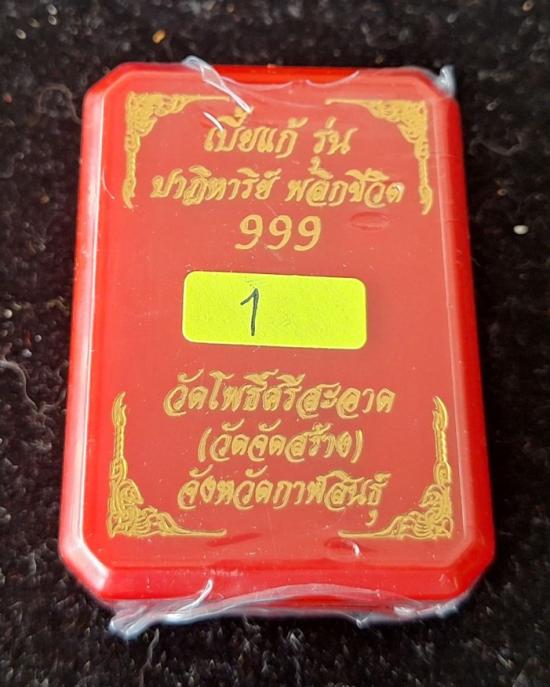 เบี้ยแก้ รุ่น
ปาฏิหาริย์ พลิกชีวิต
999
1
วัดโพธิ์ศรีสะอาด
(วัดจัดสร้าง)
จังหวัดกาฬสินธุ์